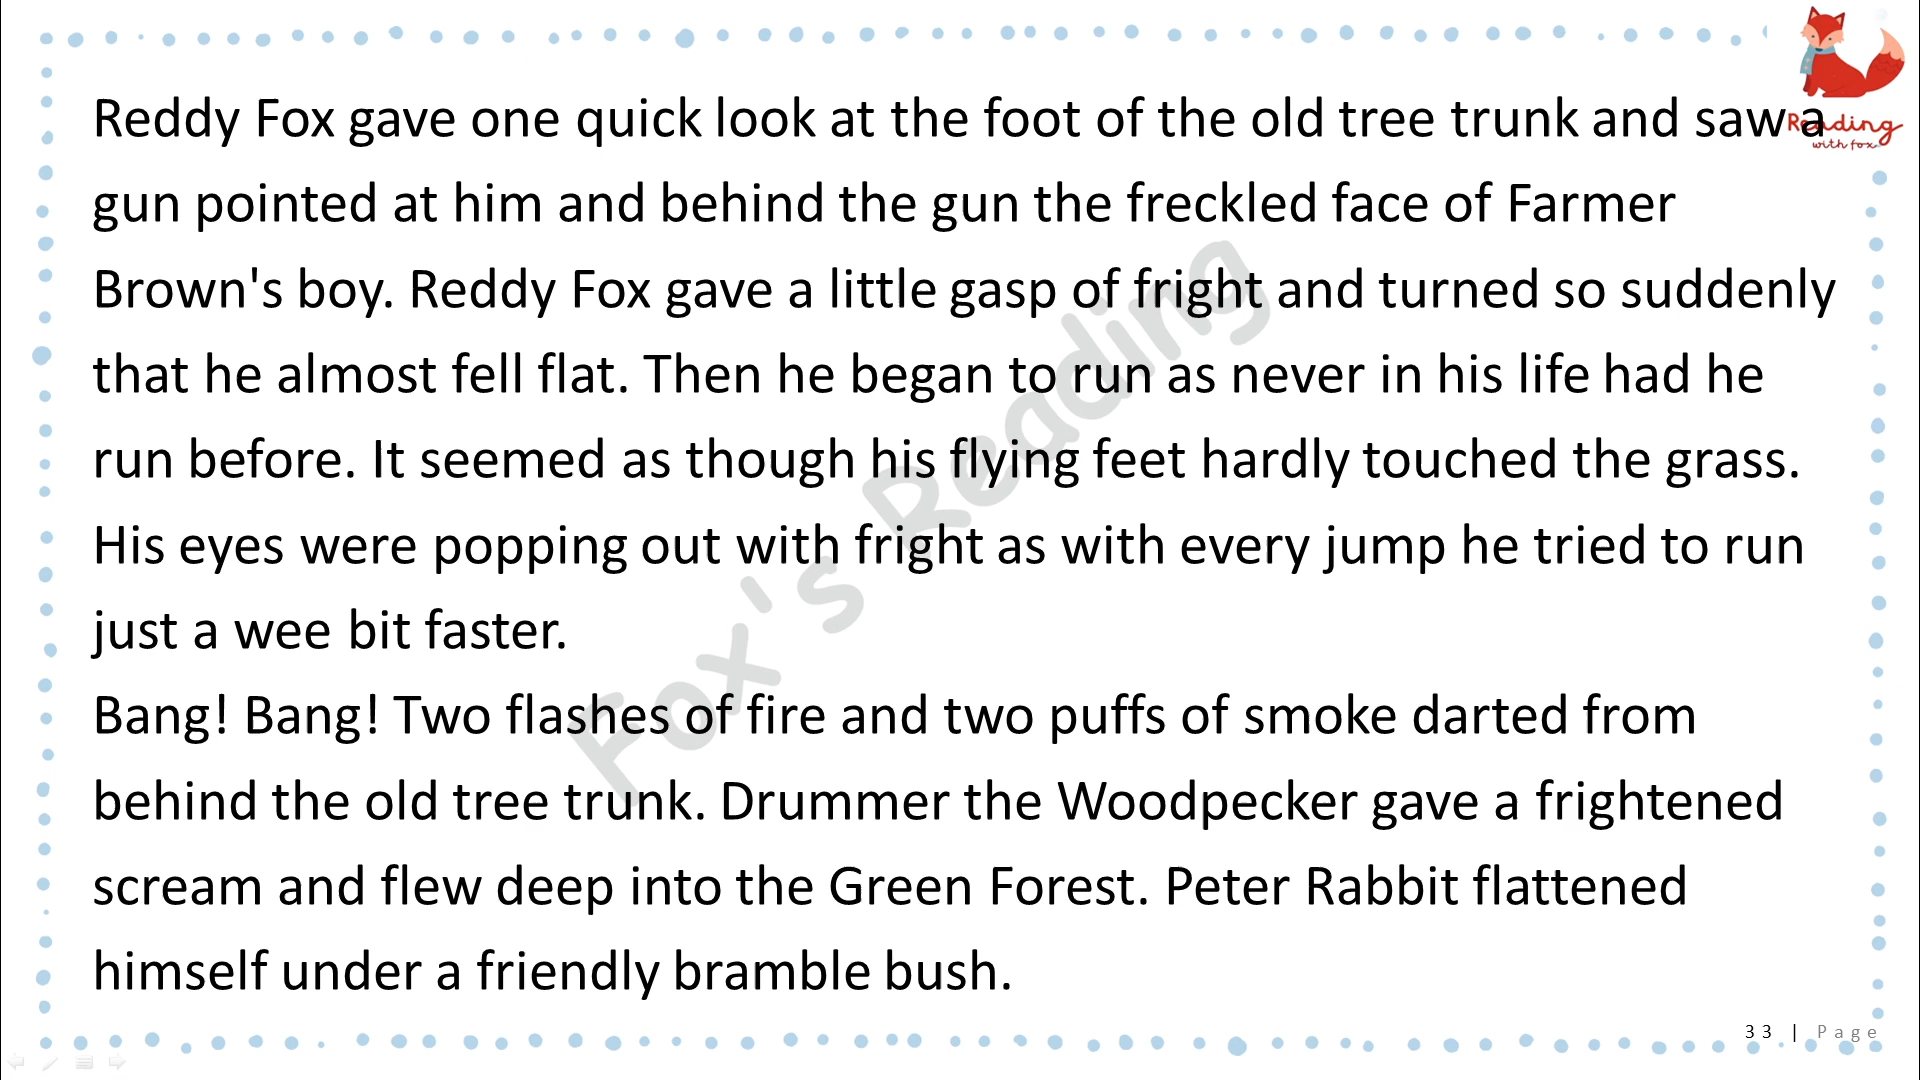 Reddy Fox gave one quick look at the foot of the old tree trunk and saw a
Reading
with fox
gun pointed at him and behind the gun the freckled face of Farmer
Brown's boy. Reddy Fox gave a little gasp of fright and turned so suddenly
that he almost fell flat. Then he began to run as never in his life had he
run before. It seemed as though his flying feet hardly touched the grass.
His eyes were popping out with fright as with every jump he tried to run
just a wee bit faster.
Bang! Bang! Two flashes of fire and two puffs of smoke darted from
behind the old tree trunk. Drummer the Woodpecker gave a frightened
scream and flew deep into the Green Forest. Peter Rabbit flattened
himself under a friendly bramble bush.
Fox's Reading
33 | Page